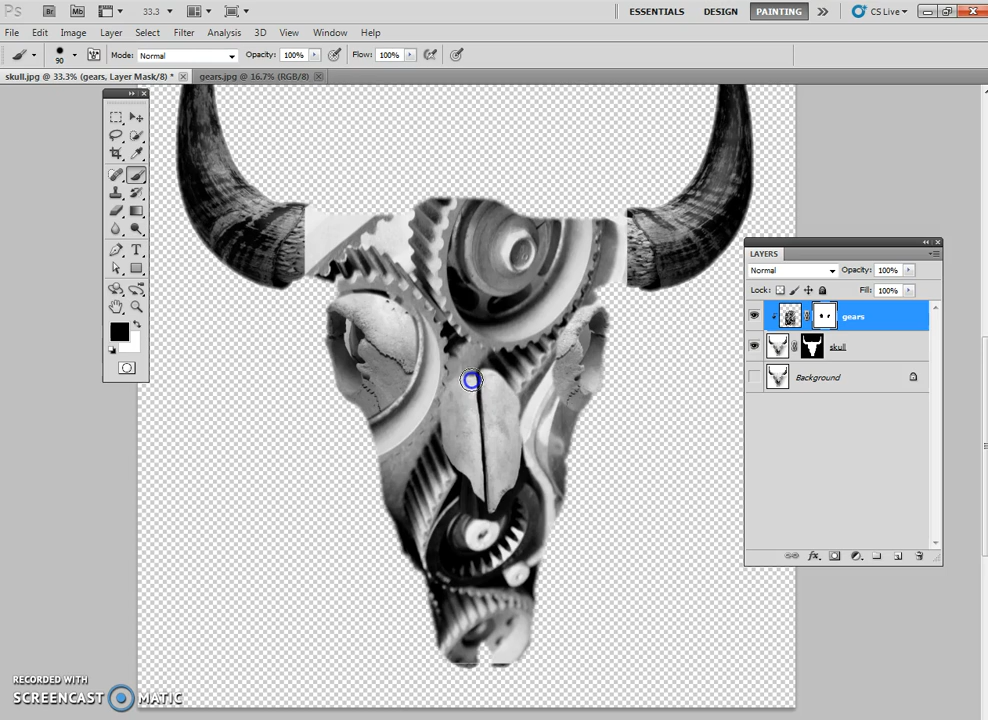 Ps Br Mb 33.3 ESSENTIALS DESIGN PAINTING CS Live
File Edit Image Layer Select Filter Analysis 3D View Window Help
90 Mode: Normal Opacity: 100% Flow: 100%
skull.jpg @ 33.3% (gears, Layer Mask/8) * gears.jpg @ 16.7% (RGB/8)
LAYERS
Normal Opacity: 100%
Lock: Fill: 100%
gears
skull
Background
fx
RECORDED WITH
SCREENCAST MATIC